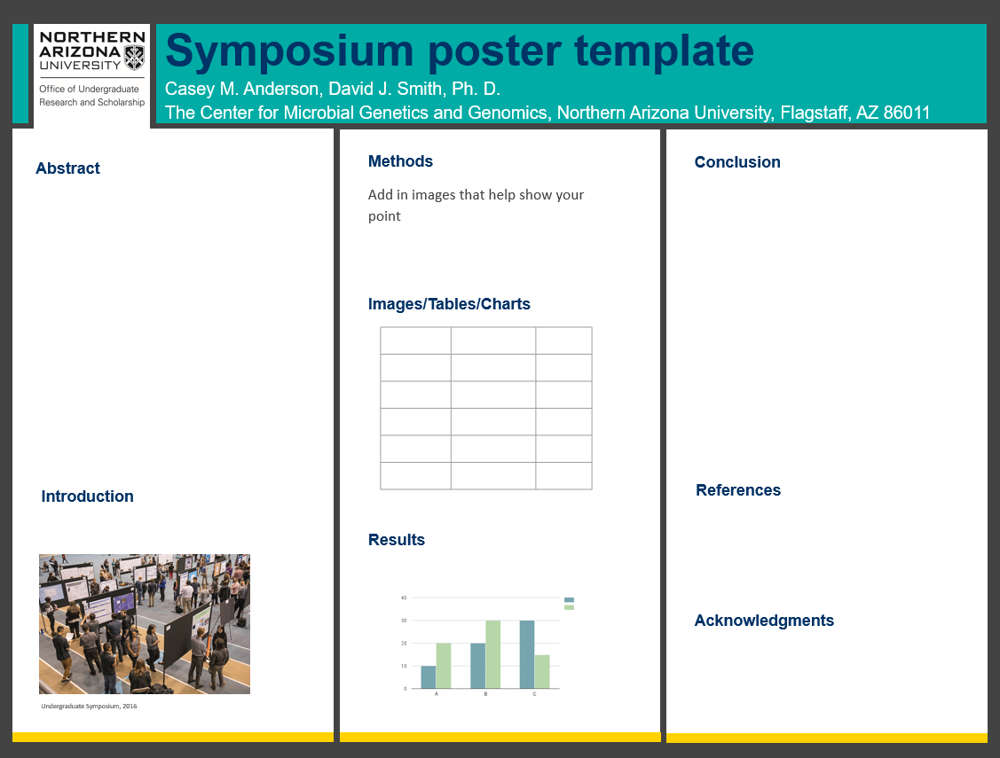 NORTHERN
ARIZONA
UNIVERSITY
Office of Undergraduate
Research and Scholarship
Symposium poster template
Casey M. Anderson, David J. Smith, Ph. D.
The Center for Microbial Genetics and Genomics, Northern Arizona University, Flagstaff, AZ 86011
Abstract
Introduction
Undergraduate Symposium, 2016
Methods
Add in images that help show your
point
Images/Tables/Charts
Results
40
30
20
10
0
A B C
Conclusion
References
Acknowledgments